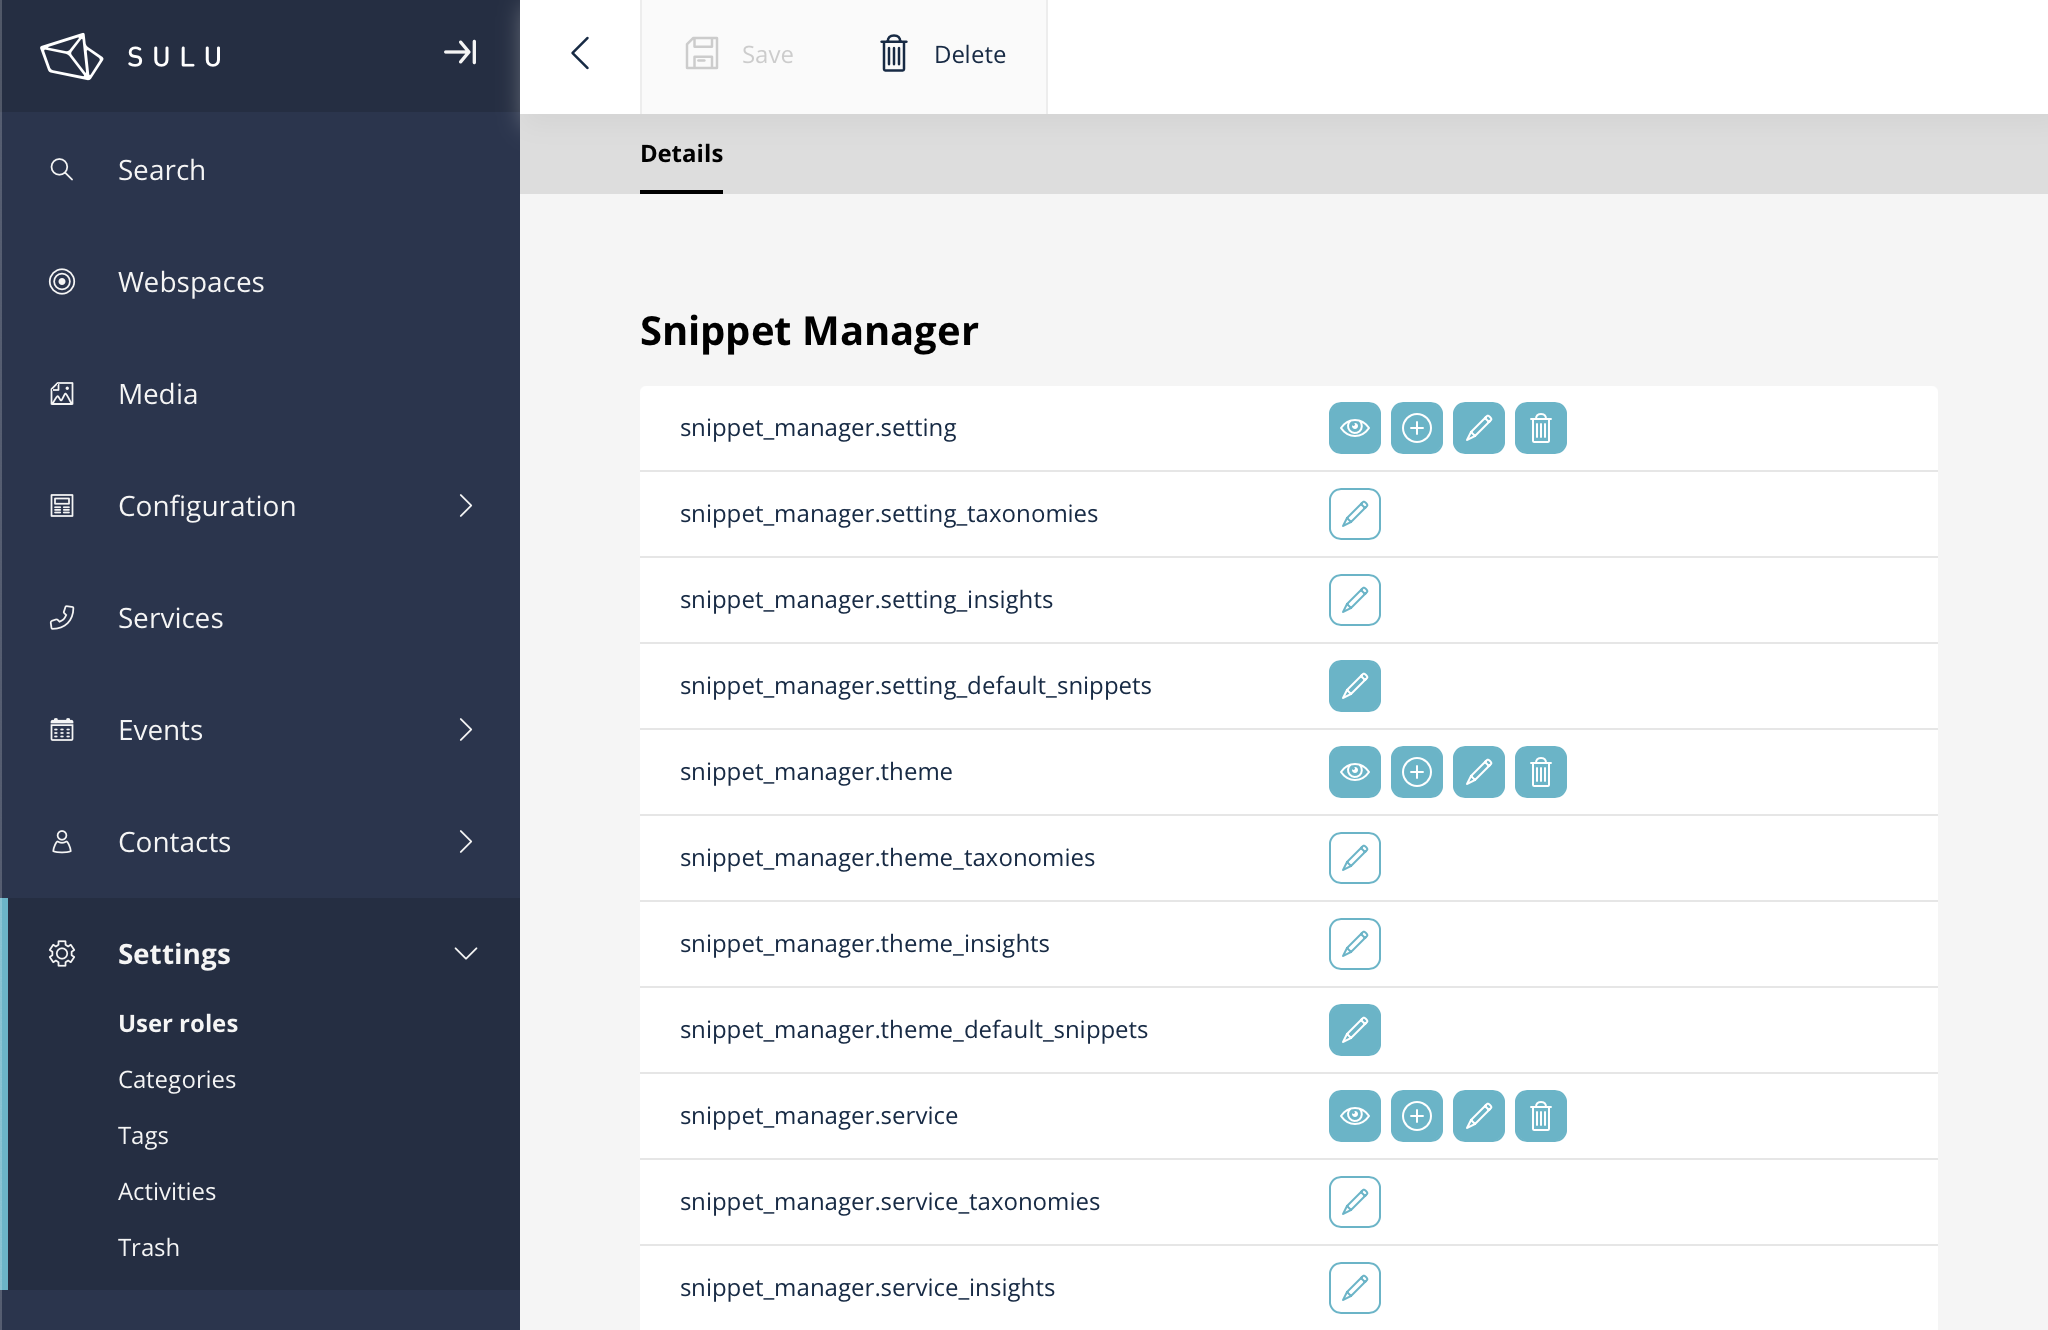 SULU
Save
Delete
Search
Details
Webspaces
Snippet Manager
Media
snippet_manager.setting
Configuration
snippet_manager.setting_taxonomies
snippet_manager.setting_insights
Services
snippet_manager.setting_default_snippets
Events
snippet_manager.theme
Contacts
snippet_manager.theme_taxonomies
Settings
snippet_manager.theme_insights
User roles
snippet_manager.theme_default_snippets
Categories
snippet_manager.service
Tags
Activities
snippet_manager.service_taxonomies
Trash
snippet_manager.service_insights